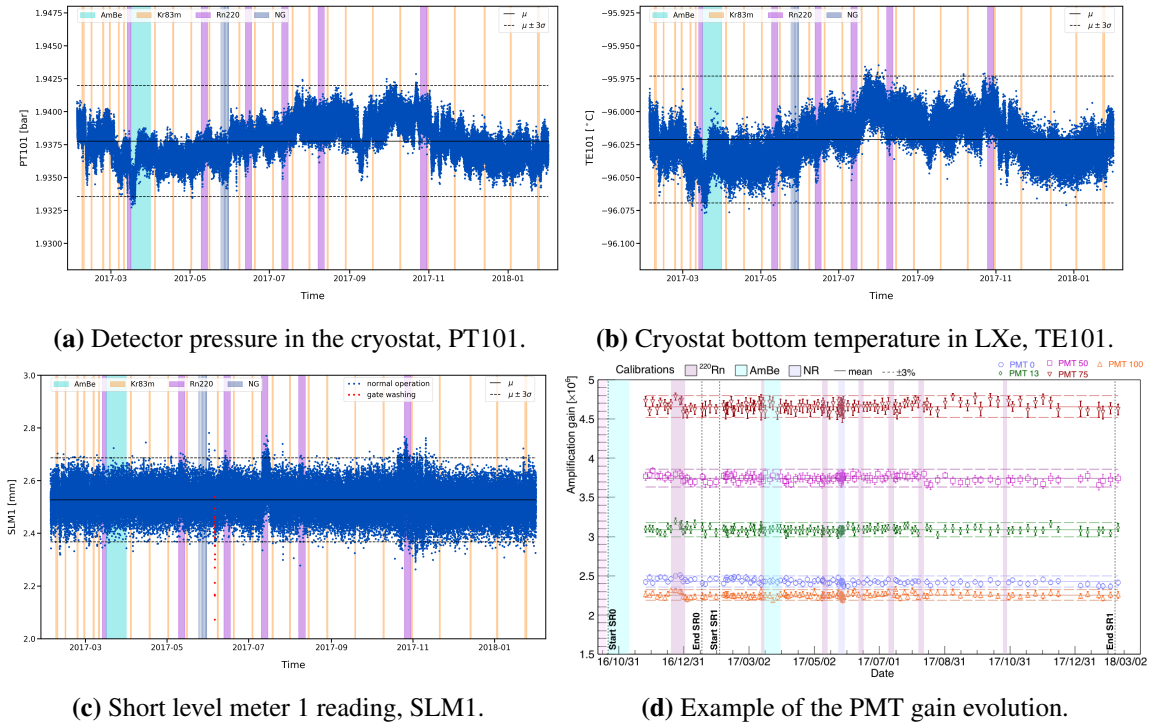 AmBe Kr83m Rn220 NG
μ
μ ± 3σ
1.9475
1.9450
1.9425
1.9400
1.9375
1.9350
1.9325
1.9300
PT101 [bar]
2017-03 2017-05 2017-07 2017-09 2017-11 2018-01
Time
(a) Detector pressure in the cryostat, PT101.
AmBe Kr83m Rn220 NG
μ
μ ± 3σ
−95.925
−95.950
−95.975
−96.000
−96.025
−96.050
−96.075
−96.100
TE101 [°C]
2017-03 2017-05 2017-07 2017-09 2017-11 2018-01
Time
(b) Cryostat bottom temperature in LXe, TE101.
AmBe Kr83m Rn220 NG
normal operation
gate washing
μ
μ ± 3σ
3.0
2.8
2.6
2.4
2.2
2.0
SLM1 [mm]
2017-03 2017-05 2017-07 2017-09 2017-11 2018-01
Time
(c) Short level meter 1 reading, SLM1.
Calibrations ²²⁰Rn AmBe NR mean ±3%
PMT 0 PMT 50 PMT 100
PMT 13 PMT 75
5
4.5
4
3.5
3
2.5
2
1.5
Amplification gain [×10⁶]
Start SR0
End SR0
Start SR1
End SR1
16/10/31 16/12/31 17/03/02 17/05/02 17/07/01 17/08/31 17/10/31 17/12/31 18/03/02
Date
(d) Example of the PMT gain evolution.